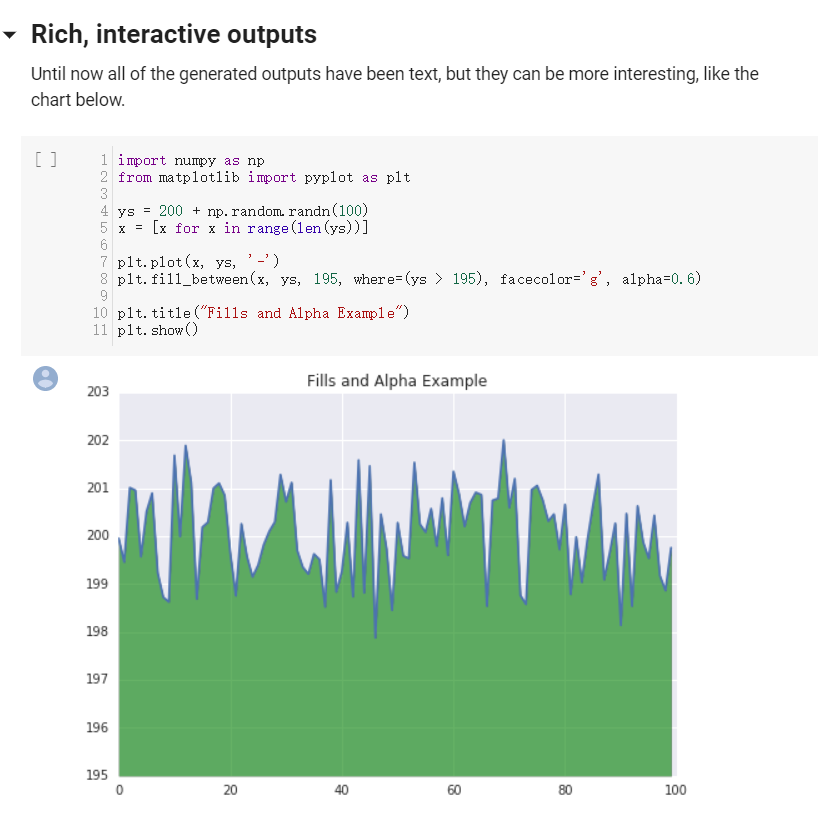 Rich, interactive outputs
Until now all of the generated outputs have been text, but they can be more interesting, like the
chart below.
[ ]
1 import numpy as np
2 from matplotlib import pyplot as plt
3
4 ys = 200 + np.random.randn(100)
5 x = [x for x in range(len(ys))]
6
7 plt.plot(x, ys, '-')
8 plt.fill_between(x, ys, 195, where=(ys > 195), facecolor='g', alpha=0.6)
9
10 plt.title("Fills and Alpha Example")
11 plt.show()
Fills and Alpha Example
203
202
201
200
199
198
197
196
195
0 20 40 60 80 100